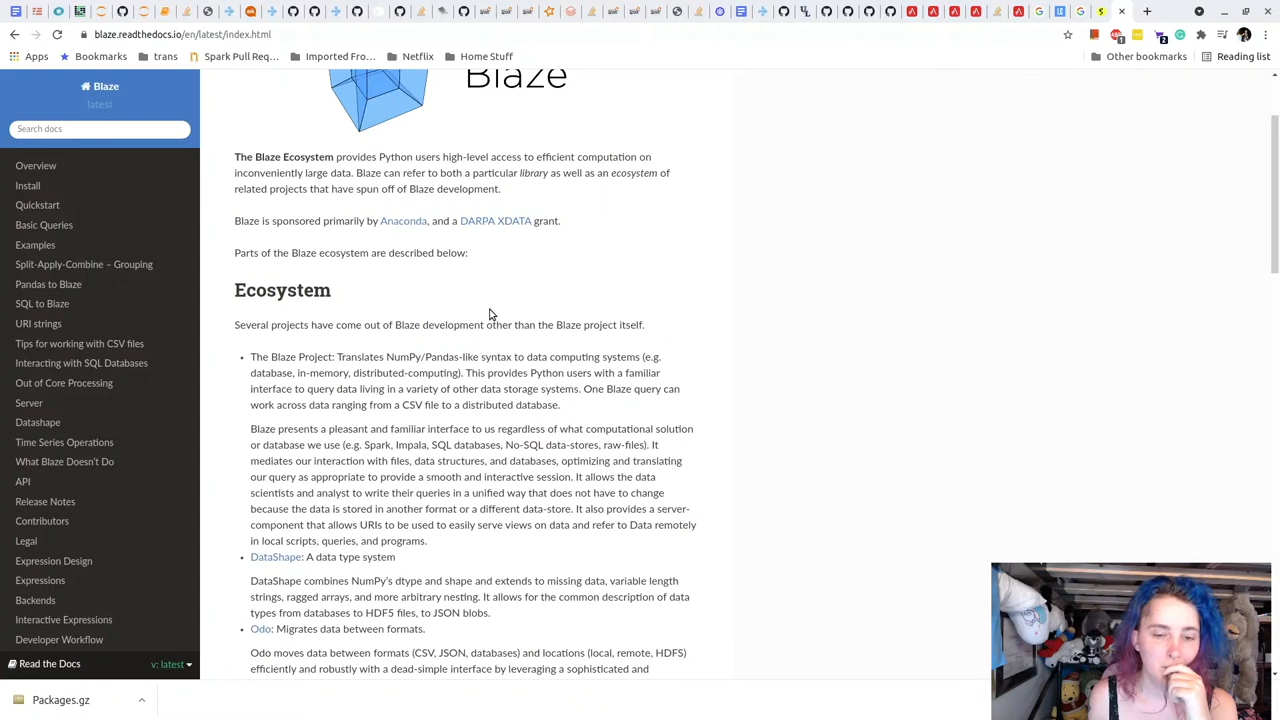 blaze.readthedocs.io/en/latest/index.html
Apps
Bookmarks
trans
Spark Pull Req...
Imported Fro...
Netflix
Home Stuff
Other bookmarks
Reading list
Blaze
latest
Search docs
Overview
Install
Quickstart
Basic Queries
Examples
Split-Apply-Combine – Grouping
Pandas to Blaze
SQL to Blaze
URI strings
Tips for working with CSV files
Interacting with SQL Databases
Out of Core Processing
Server
Datashape
Time Series Operations
What Blaze Doesn't Do
API
Release Notes
Contributors
Legal
Expression Design
Expressions
Backends
Interactive Expressions
Developer Workflow
Read the Docs
v: latest
Blaze
The Blaze Ecosystem provides Python users high-level access to efficient computation on
inconveniently large data. Blaze can refer to both a particular library as well as an ecosystem of
related projects that have spun off of Blaze development.
Blaze is sponsored primarily by Anaconda, and a DARPA XDATA grant.
Parts of the Blaze ecosystem are described below:
Ecosystem
Several projects have come out of Blaze development other than the Blaze project itself.
• The Blaze Project: Translates NumPy/Pandas-like syntax to data computing systems (e.g.
database, in-memory, distributed-computing). This provides Python users with a familiar
interface to query data living in a variety of other data storage systems. One Blaze query can
work across data ranging from a CSV file to a distributed database.
Blaze presents a pleasant and familiar interface to us regardless of what computational solution
or database we use (e.g. Spark, Impala, SQL databases, No-SQL data-stores, raw-files). It
mediates our interaction with files, data structures, and databases, optimizing and translating
our query as appropriate to provide a smooth and interactive session. It allows the data
scientists and analyst to write their queries in a unified way that does not have to change
because the data is stored in another format or a different data-store. It also provides a server-
component that allows URIs to be used to easily serve views on data and refer to Data remotely
in local scripts, queries, and programs.
• DataShape: A data type system
DataShape combines NumPy's dtype and shape and extends to missing data, variable length
strings, ragged arrays, and more arbitrary nesting. It allows for the common description of data
types from databases to HDF5 files, to JSON blobs.
• Odo: Migrates data between formats.
Odo moves data between formats (CSV, JSON, databases) and locations (local, remote, HDFS)
efficiently and robustly with a dead-simple interface by leveraging a sophisticated and
Packages.gz